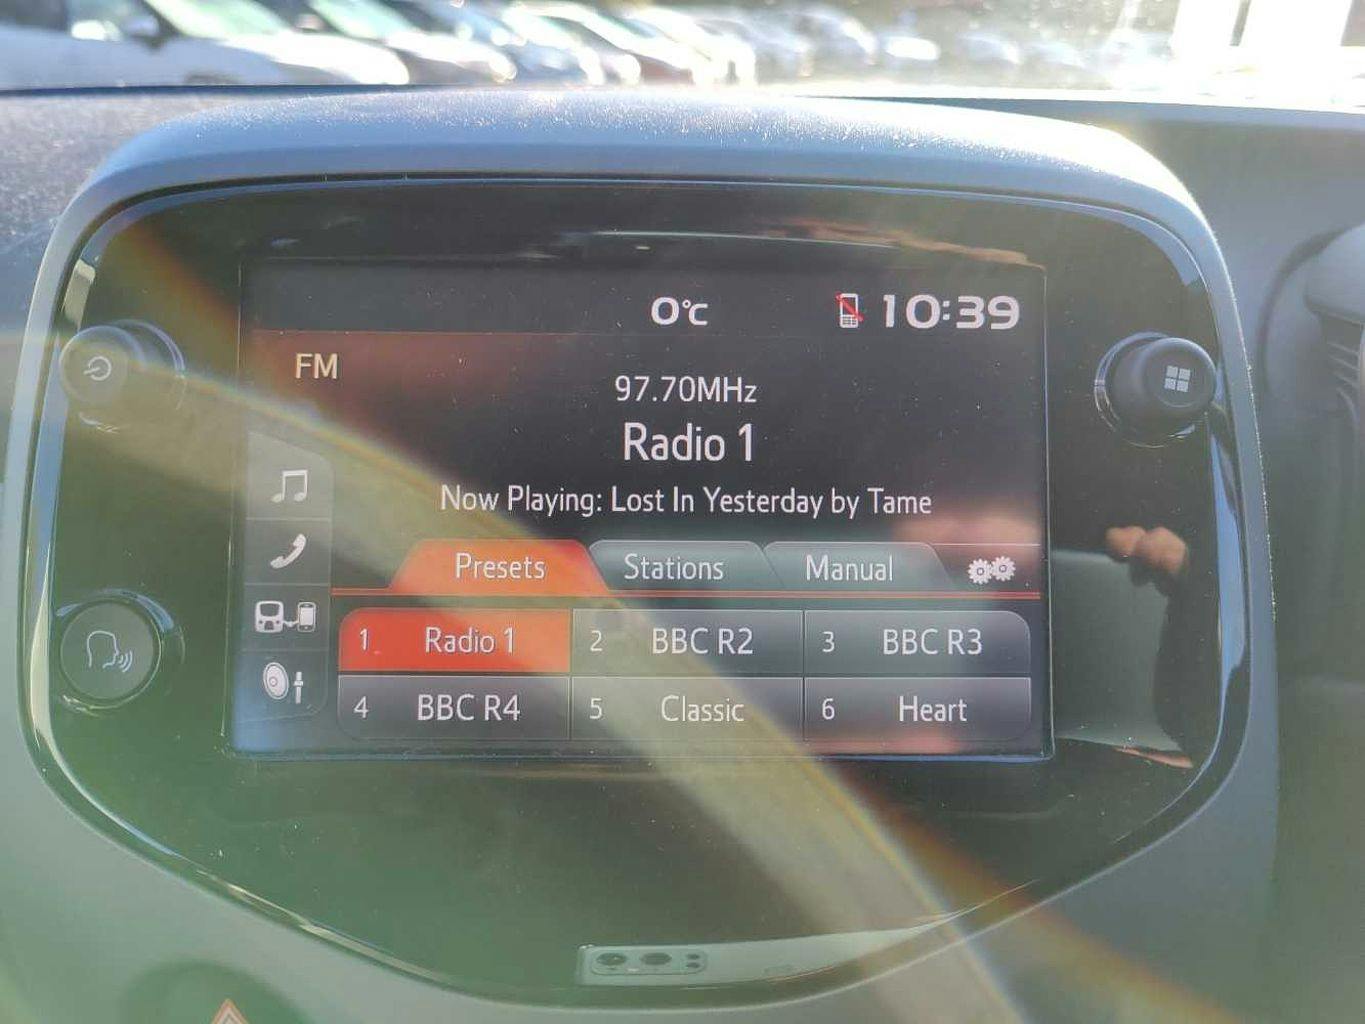 0°C 10:39
FM
97.70MHz
Radio 1
Now Playing: Lost In Yesterday by Tame
Presets Stations Manual
1 Radio 1 2 BBC R2 3 BBC R3
4 BBC R4 5 Classic 6 Heart